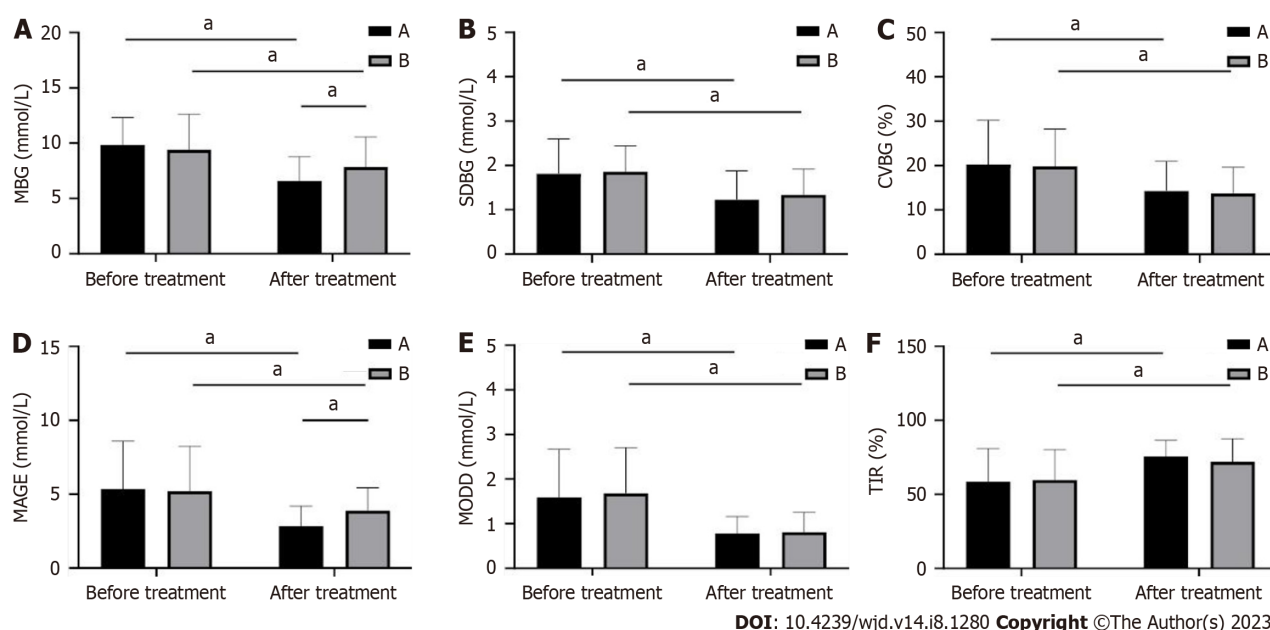 A
MBG (mmol/L)
20
15
10
5
0
a
a
a
A
B
Before treatment
After treatment
B
SDBG (mmol/L)
5
4
3
2
1
0
a
a
A
B
Before treatment
After treatment
C
CVBG (%)
50
40
30
20
10
0
a
a
A
B
Before treatment
After treatment
D
MAGE (mmol/L)
15
10
5
0
a
a
a
A
B
Before treatment
After treatment
E
MODD (mmol/L)
5
4
3
2
1
0
a
a
A
B
Before treatment
After treatment
F
TIR (%)
150
100
50
0
a
a
A
B
Before treatment
After treatment
DOI: 10.4239/wjd.v14.i8.1280 Copyright ©The Author(s) 2023